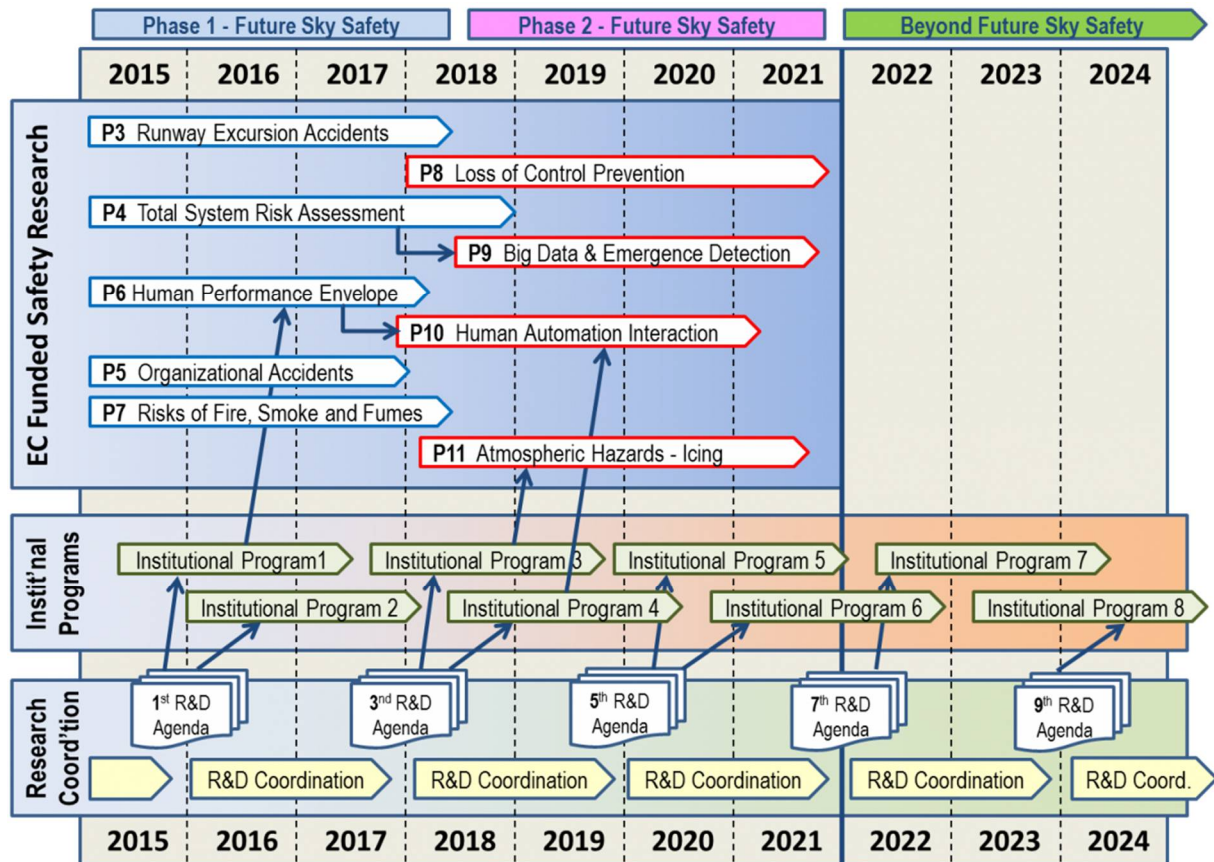 Phase 1 - Future Sky Safety
Phase 2 - Future Sky Safety
Beyond Future Sky Safety
2015 2016 2017 2018 2019 2020 2021 2022 2023 2024
EC Funded Safety Research
P3 Runway Excursion Accidents
P8 Loss of Control Prevention
P4 Total System Risk Assessment
P9 Big Data & Emergence Detection
P6 Human Performance Envelope
P10 Human Automation Interaction
P5 Organizational Accidents
P7 Risks of Fire, Smoke and Fumes
P11 Atmospheric Hazards - Icing
Instit'nal
Programs
Institutional Program1
Institutional Program 3
Institutional Program 5
Institutional Program 7
Institutional Program 2
Institutional Program 4
Institutional Program 6
Institutional Program 8
Research
Coord'tion
1st R&D
Agenda
3nd R&D
Agenda
5th R&D
Agenda
7th R&D
Agenda
9th R&D
Agenda
R&D Coordination
R&D Coordination
R&D Coordination
R&D Coordination
R&D Coord.
2015 2016 2017 2018 2019 2020 2021 2022 2023 2024